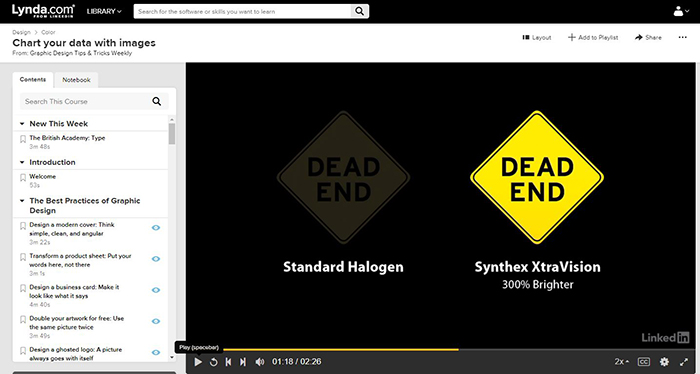 Lynda.com
FROM LINKEDIN
LIBRARY
Search for the software or skills you want to learn
Design > Color
Chart your data with images
From: Graphic Design Tips & Tricks Weekly
Layout
+ Add to Playlist
Share
Contents
Notebook
Search This Course
New This Week
The British Academy: Type
3m 48s
Introduction
Welcome
53s
The Best Practices of Graphic
Design
Design a modern cover: Think
simple, clean, and angular
3m 22s
Transform a product sheet: Put your
words here, not there
3m 1s
Design a business card: Make it
look like what it says
4m 40s
Double your artwork for free: Use
the same picture twice
3m 49s
Design a ghosted logo: A picture
always goes with itself
DEAD
END
Standard Halogen
DEAD
END
Synthex XtraVision
300% Brighter
LinkedIn
Play (spacebar)
01:18 / 02:26
2x
CC